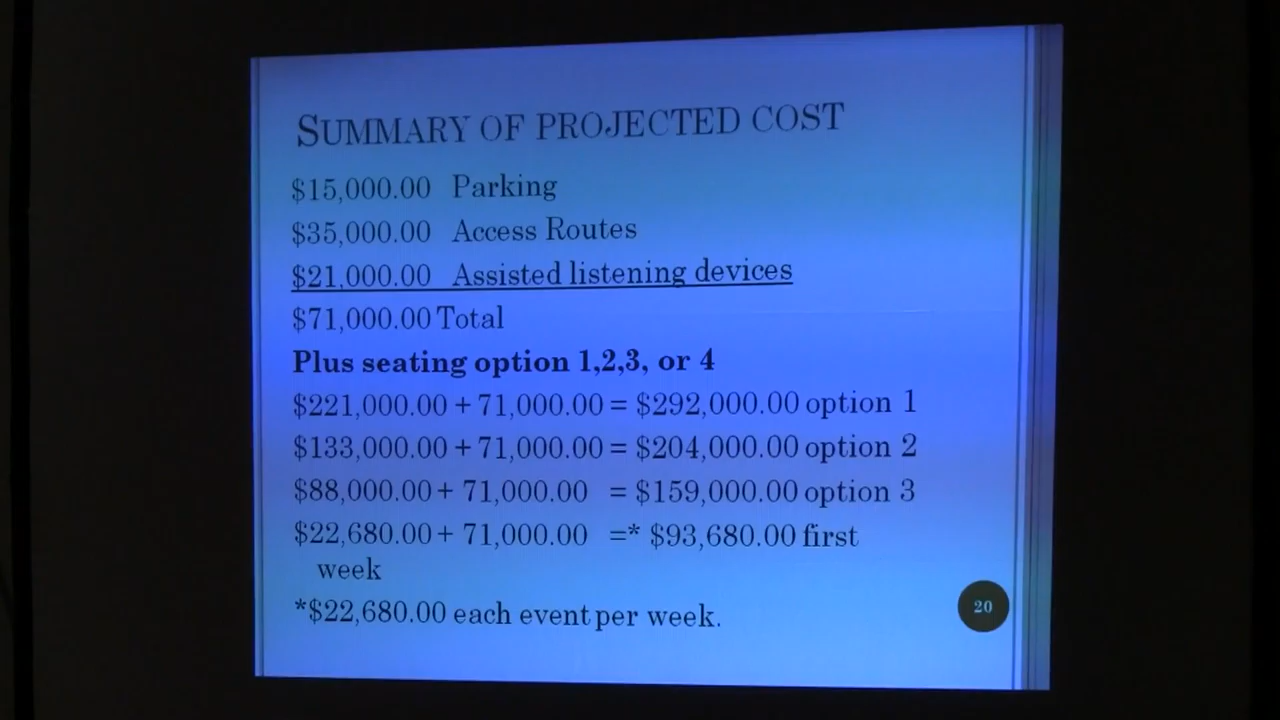 SUMMARY OF PROJECTED COST
$15,000.00 Parking
$35,000.00 Access Routes
$21,000.00 Assisted listening devices
$71,000.00 Total
Plus seating option 1,2,3, or 4
$221,000.00 + 71,000.00 = $292,000.00 option 1
$133,000.00 + 71,000.00 = $204,000.00 option 2
$88,000.00 + 71,000.00 = $159,000.00 option 3
$22,680.00 + 71,000.00 =* $93,680.00 first
week
*$22,680.00 each event per week.
20